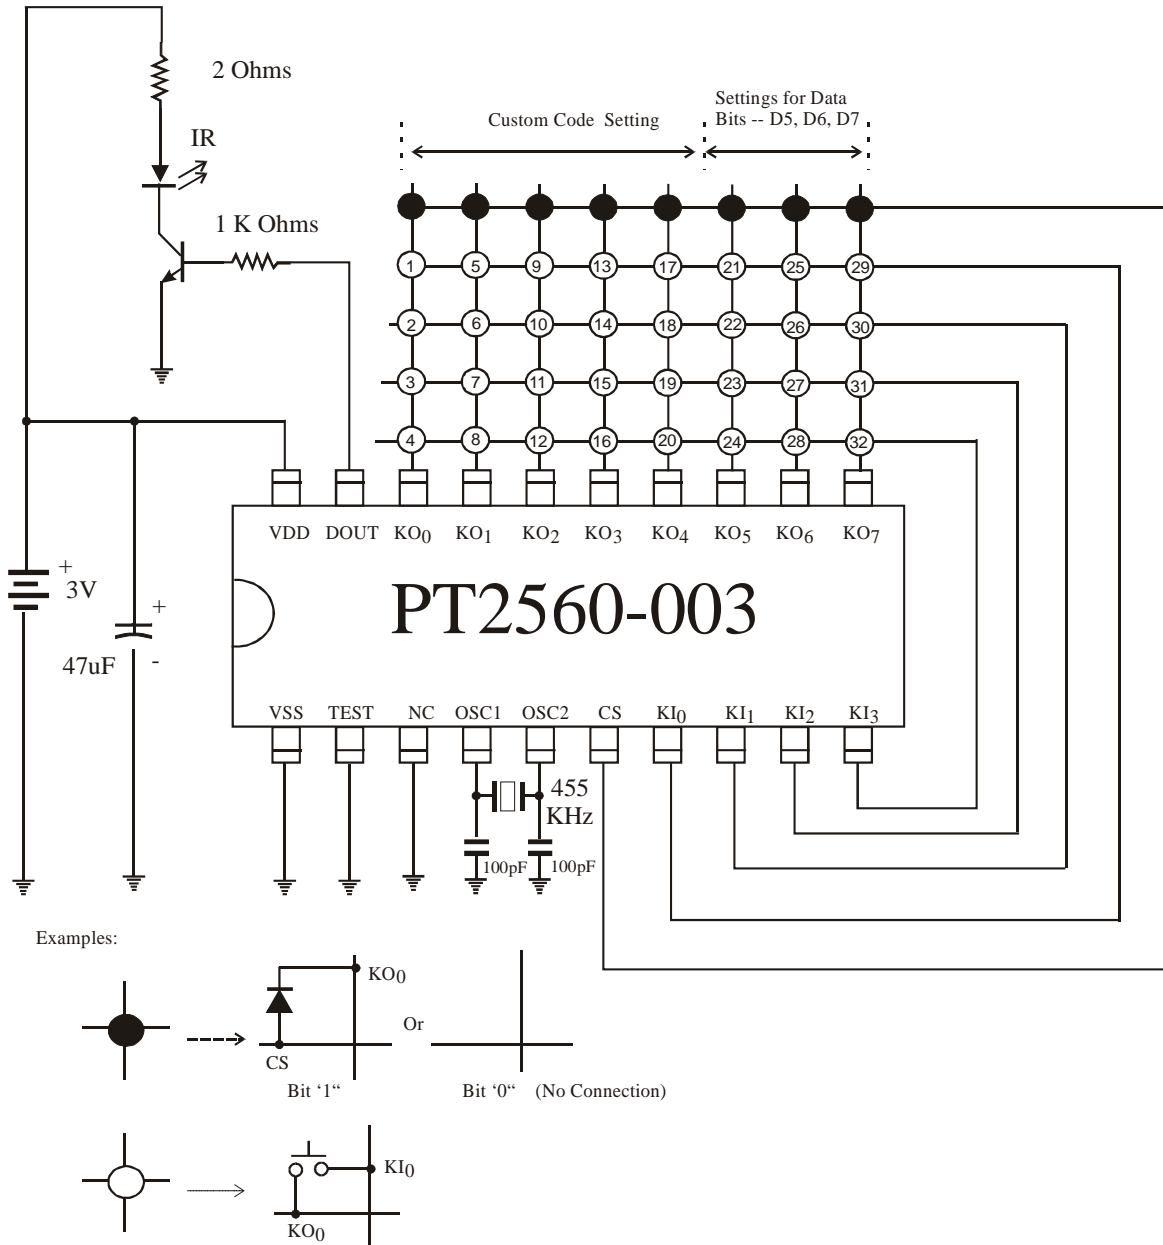 2 Ohms
IR
1 K Ohms
Settings for Data
Bits -- D5, D6, D7
Custom Code Setting
1 5 9 13 17 21 25 29
2 6 10 14 18 22 26 30
3 7 11 15 19 23 27 31
4 8 12 16 20 24 28 32
VDD DOUT KO0 KO1 KO2 KO3 KO4 KO5 KO6 KO7
PT2560-003
+
3V
+
47uF -
VSS TEST NC OSC1 OSC2 CS KI0 KI1 KI2 KI3
455
KHz
100pF 100pF
Examples:
KO0
Or
CS
Bit ‘1“ Bit ‘0“ (No Connection)
KI0
KO0